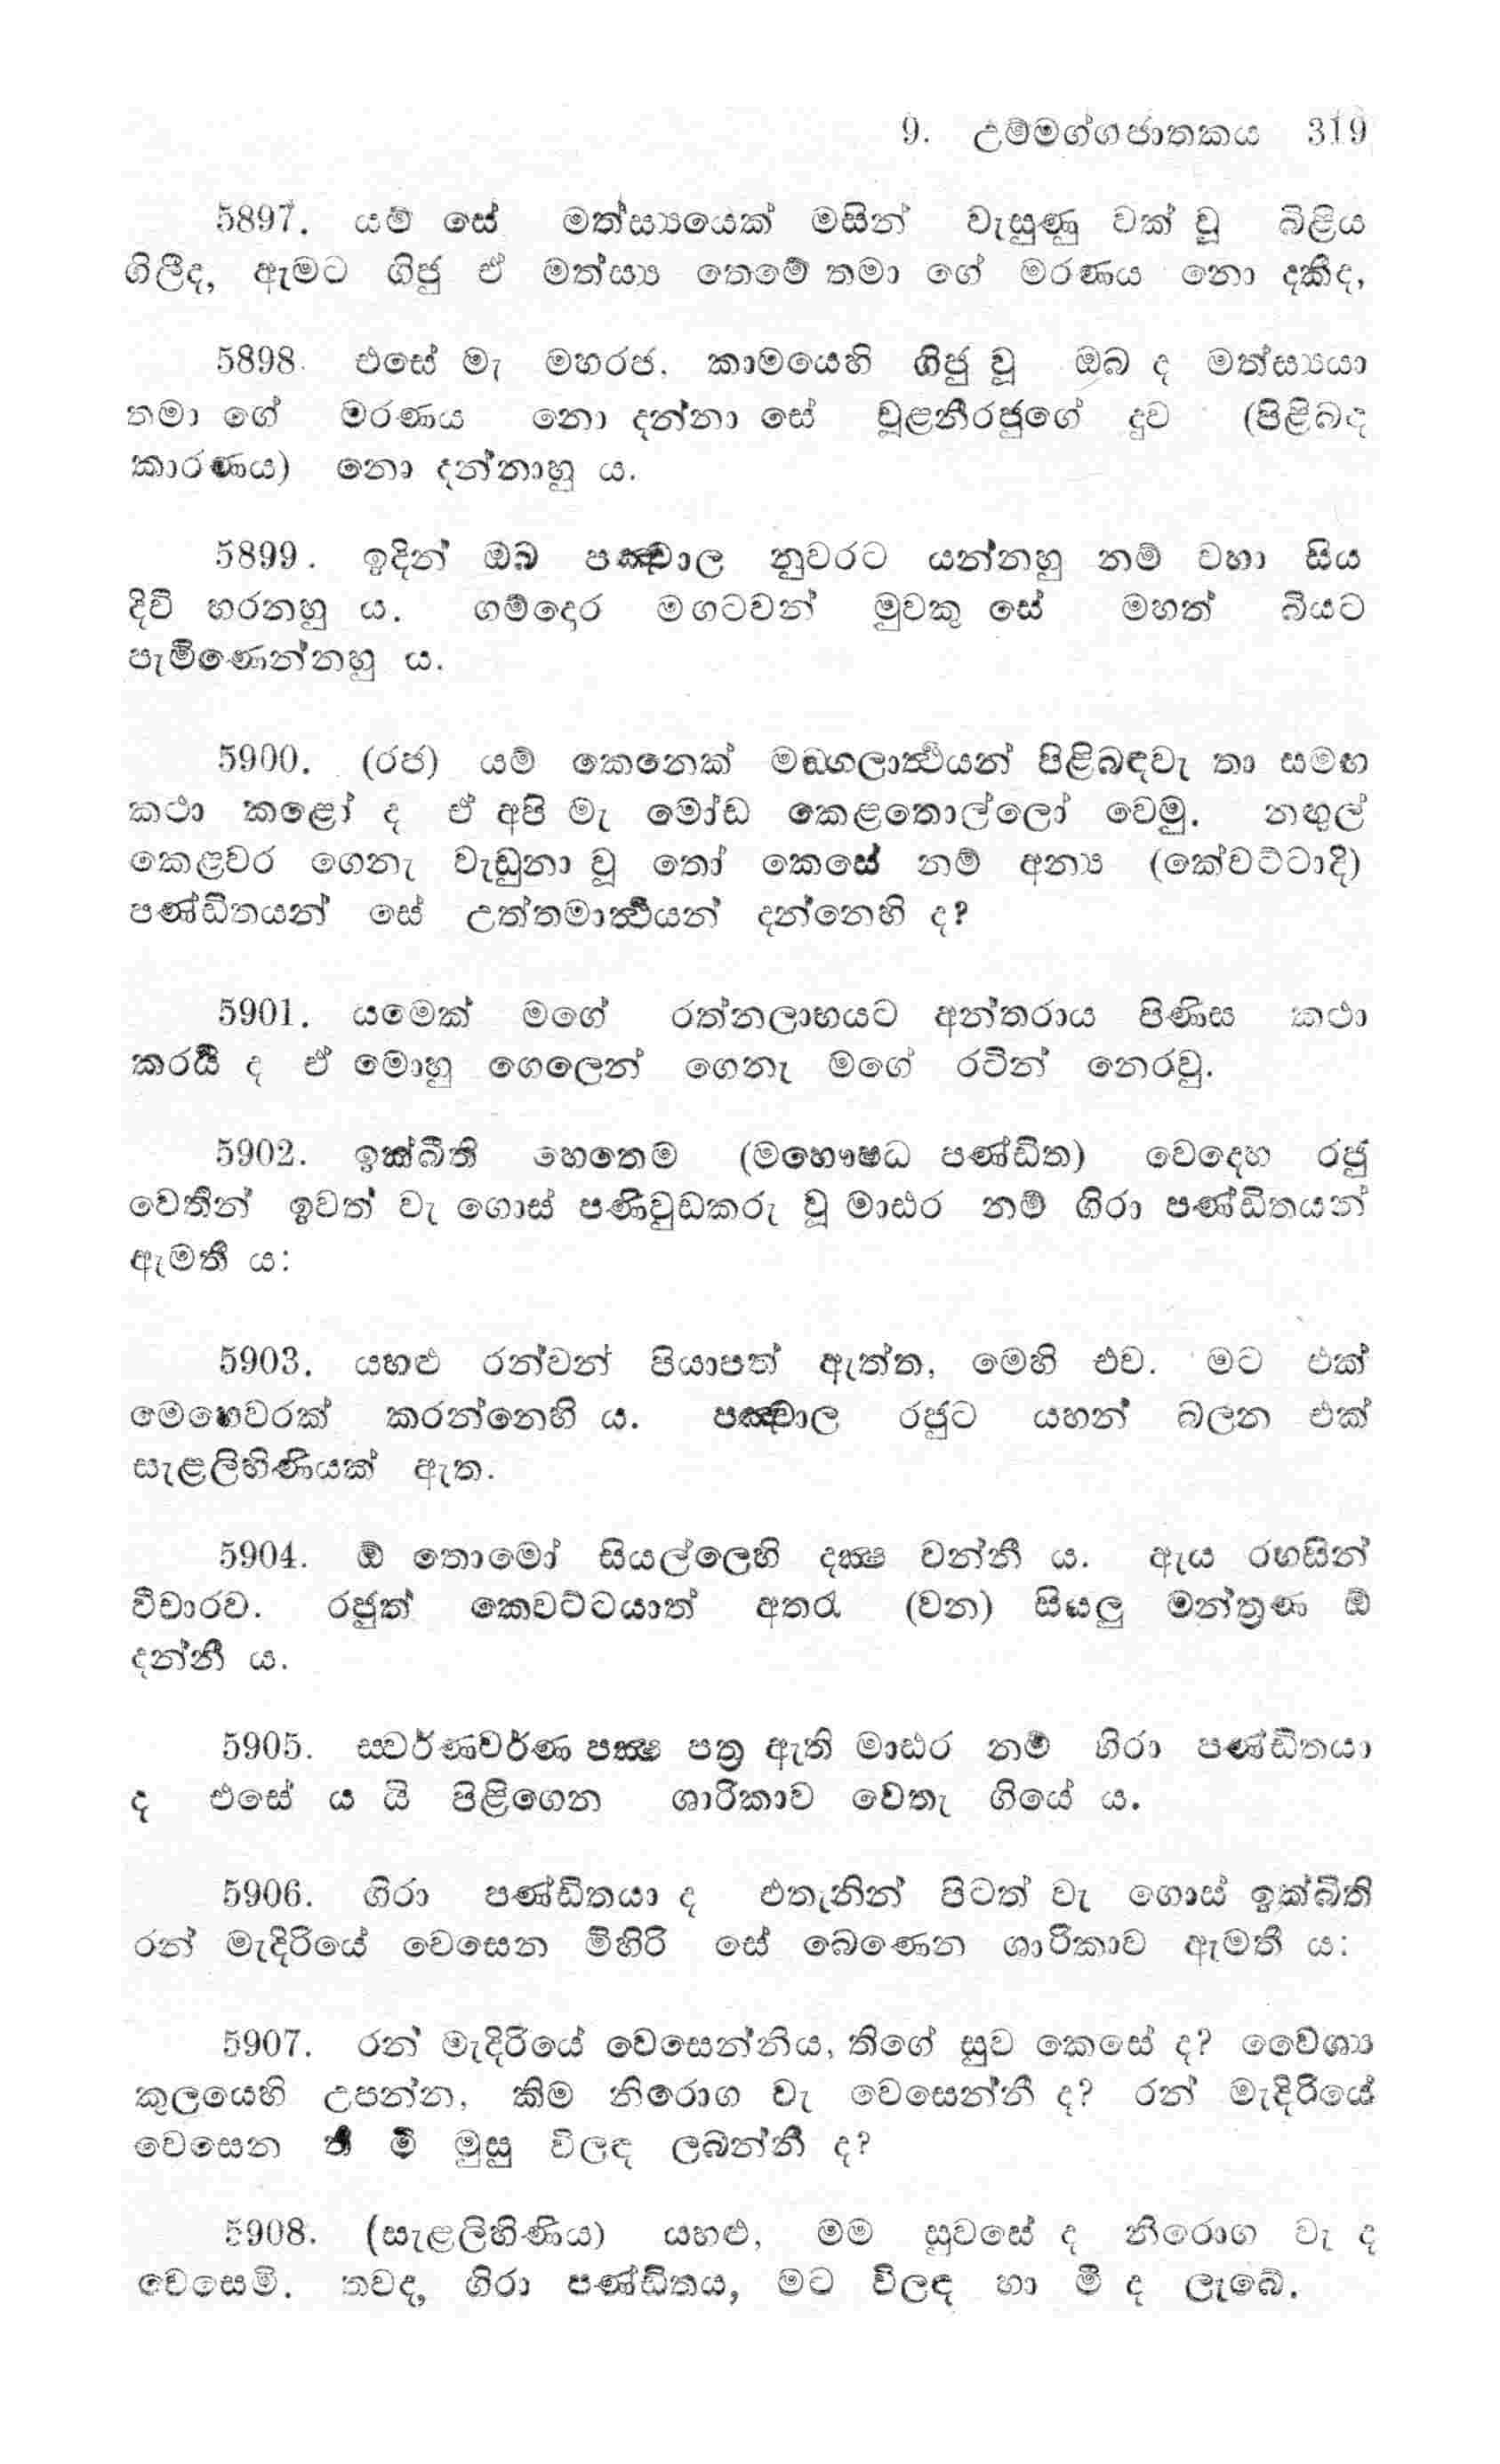 9. උම්මග්ගජාතකය 319
5897. යම් සේ මත්ස්‍යයෙක් මසින් වැසුණු වක් වූ බිළිය
ගිලීද, ඇමට ගිජු ඒ මත්ස්‍ය තෙමේ තමා ගේ මරණය නො දකීද,
5898. එසේ මැ මහරජ, කාමයෙහි ගිජු වූ ඔබ ද මත්ස්‍යයා
තමා ගේ මරණය නො දන්නා සේ චූළනීරජුගේ දුව (පිළිබඳ
කාරණය) නො දන්නාහු ය.
5899. ඉදින් ඔබ පඤ්චාල නුවරට යන්නහු නම් වහා සිය
දිවි හරනහු ය. ගම්දොර මගටවන් මුවකු සේ මහත් බියට
පැමිණෙන්නහු ය.
5900. (රජ) යම් කෙනෙක් මඞ්ගලාර්‍ත්‍ථයන් පිළිබඳවැ තා සමඟ
කථා කළෝ ද ඒ අපි මැ මෝඩ කෙළතොල්ලෝ වෙමු. නඟුල්
කෙළවර ගෙනැ වැඩුනා වූ තෝ කෙසේ නම් අන්‍ය (කේවට්ටාදි)
පණ්ඩිතයන් සේ උත්තමාර්‍ත්‍ථයන් දන්නෙහි ද?
5901. යමෙක් මගේ රත්නලාභයට අන්තරාය පිණිස කථා
කරයි ද ඒ මොහු ගෙලෙන් ගෙනැ මගේ රටින් නෙරවු.
5902. ඉක්බිති හෙතෙම (මහෞෂධ පණ්ඩිත) වෙදෙහ රජු
වෙතින් ඉවත් වැ ගොස් පණිවුඩකරු වූ මාඪර නම් ගිරා පණ්ඩිතයන්
ඇමතී ය:
5903. යහළු රන්වන් පියාපත් ඇත්ත, මෙහි එව. මට එක්
මෙහෙවරක් කරන්නෙහි ය. පඤ්චාල රජුට යහන් බලන එක්
සැළලිහිණියක් ඇත.
5904. ඕ තොමෝ සියල්ලෙහි දක්‍ෂ වන්නී ය. ඇය රහසින්
විචාරව. රජුත් කෙවට්ටයාත් අතරැ (වන) සියලු මන්ත්‍රණ ඕ
දන්නී ය.
5905. ස්වර්ණවර්ණ පක්‍ෂ පත්‍ර ඇති මාඪර නම් ගිරා පණ්ඩිතයා
ද එසේ ය යි පිළිගෙන ශාරිකාව වෙතැ ගියේ ය.
5906. ගිරා පණ්ඩිතයා ද එතැනින් පිටත් වැ ගොස් ඉක්බිති
රන් මැදිරියේ වෙසෙන මිහිරි සේ බෙණෙන ශාරිකාව ඇමතී ය:
5907. රන් මැදිරියේ වෙසෙන්නිය, තිගේ සුව කෙසේ ද? වෛශ්‍ය
කුලයෙහි උපන්න, කිම නිරොග වැ වෙසෙන්නී ද? රන් මැදිරියේ
වෙසෙන තී මී මුසු විලඳ ලබන්නී ද?
5908. (සැළලිහිණිය) යහළු, මම සුවසේ ද නිරොග වැ ද
වෙසෙමි. තවද, ගිරා පණ්ඩිතය, මට විලඳ හා මී ද ලැබේ.